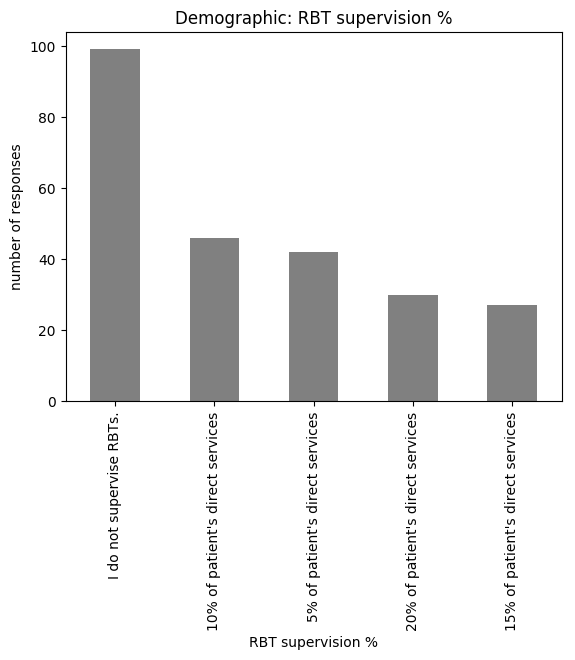 Demographic: RBT supervision %
number of responses
100
80
60
40
20
0
I do not supervise RBTs.
10% of patient's direct services
5% of patient's direct services
20% of patient's direct services
15% of patient's direct services
RBT supervision %